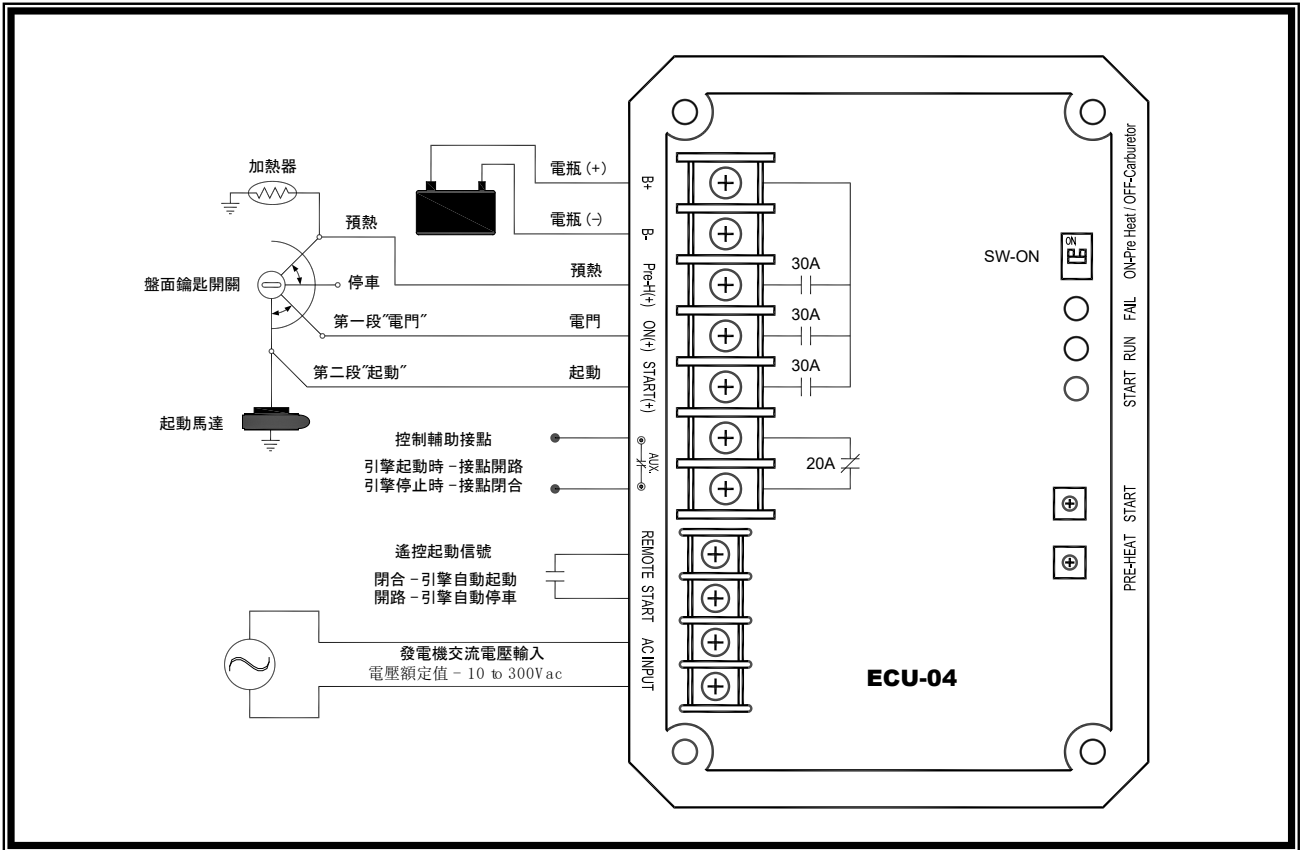 加熱器
預熱
盤面鑰匙開關
停車
第一段"電門"
第二段"起動"
起動馬達
電瓶 (+)
電瓶 (-)
預熱
電門
起動
控制輔助接點
引擎起動時 - 接點開路
引擎停止時 - 接點閉合
遙控起動信號
閉合 - 引擎自動起動
開路 - 引擎自動停車
發電機交流電壓輸入
電壓額定值 - 10 to 300Vac
B+
B-
Pre-H(+)
ON(+)
START(+)
AUX.
REMOTE START
AC INPUT
30A
30A
30A
20A
SW-ON
ON
ON-Pre Heat / OFF-Carburetor
FAIL
RUN
START
START
PRE-HEAT
ECU-04